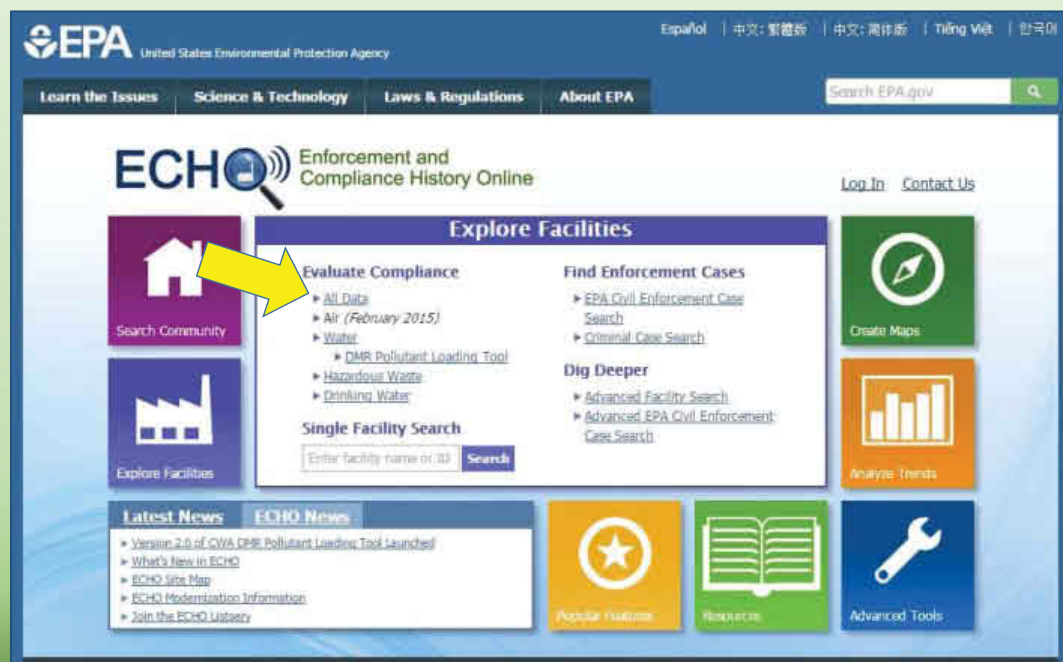 EPA United States Environmental Protection Agency
Español | 中文: 繁體版 | 中文: 简体版 | Tiếng Việt | 한국어
Learn the Issues Science & Technology Laws & Regulations About EPA
Search EPA.gov
ECHO Enforcement and
Compliance History Online
Log In Contact Us
Search Community
Explore Facilities
Explore Facilities
Evaluate Compliance
All Data
Air (February 2015)
Water
DMR Pollutant Loading Tool
Hazardous Waste
Drinking Water
Single Facility Search
Enter facility name or ID Search
Find Enforcement Cases
EPA Civil Enforcement Case
Search
Criminal Case Search
Dig Deeper
Advanced Facility Search
Advanced EPA Civil Enforcement
Case Search
Create Maps
Analyze Trends
Latest News ECHO News
Version 2.0 of CWA DMR Pollutant Loading Tool Launched
What's New in ECHO
ECHO Site Map
ECHO Modernization Information
Join the ECHO Listserv
Popular Features
Resources
Advanced Tools